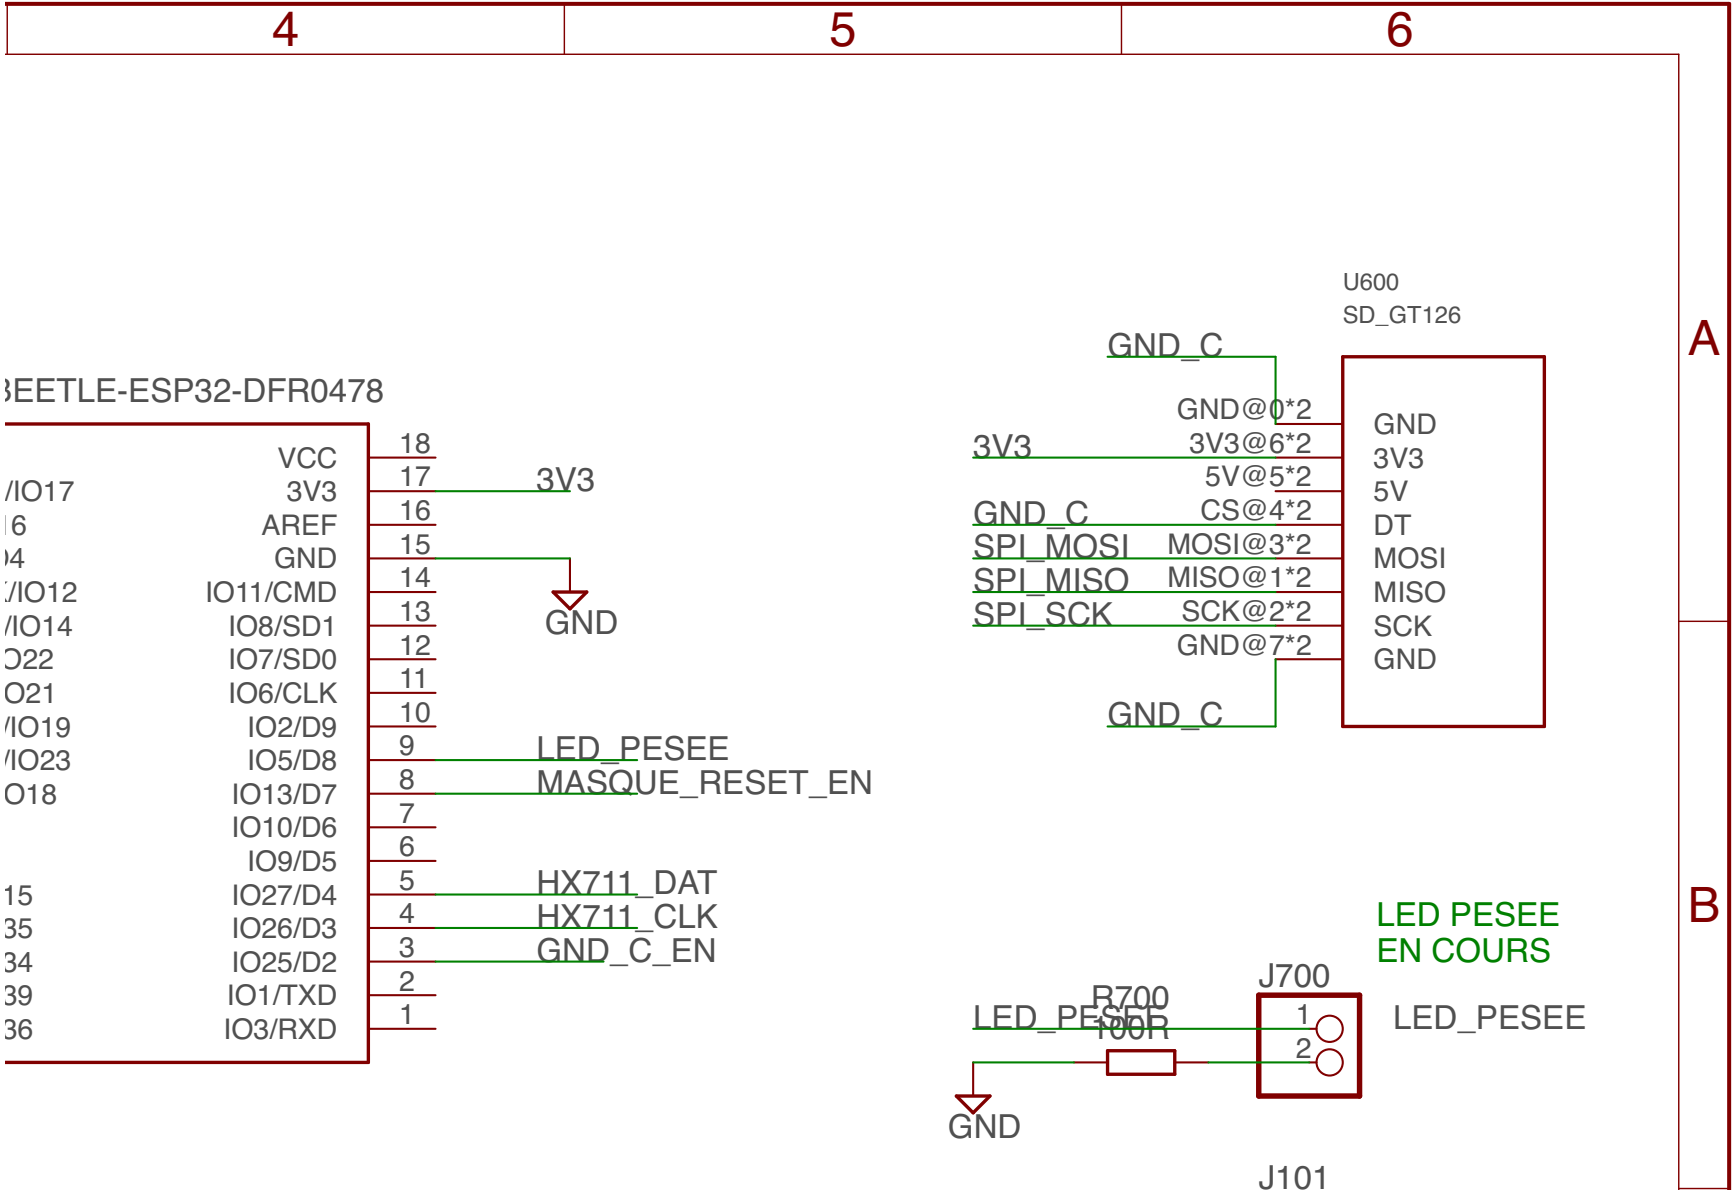 4 5 6
A
B
U600
SD_GT126
GND_C
GND@0*2 GND
3V3 3V3@6*2 3V3
5V@5*2 5V
GND_C CS@4*2 DT
SPI_MOSI MOSI@3*2 MOSI
SPI_MISO MISO@1*2 MISO
SPI_SCK SCK@2*2 SCK
GND@7*2 GND
GND_C
BEETLE-ESP32-DFR0478
VCC 18
/IO17 3V3 17 3V3
16 AREF 16
04 GND 15
GND
/IO12 IO11/CMD 14
/IO14 IO8/SD1 13
O22 IO7/SD0 12
O21 IO6/CLK 11
/IO19 IO2/D9 10
/IO23 IO5/D8 9 LED_PESEE
O18 IO13/D7 8 MASQUE_RESET_EN
IO10/D6 7
IO9/D5 6
15 IO27/D4 5 HX711_DAT
35 IO26/D3 4 HX711_CLK
34 IO25/D2 3 GND_C_EN
39 IO1/TXD 2
36 IO3/RXD 1
LED PESEE
EN COURS
J700
R700
100R
LED_PESEE 1 LED_PESEE
2
GND
J101